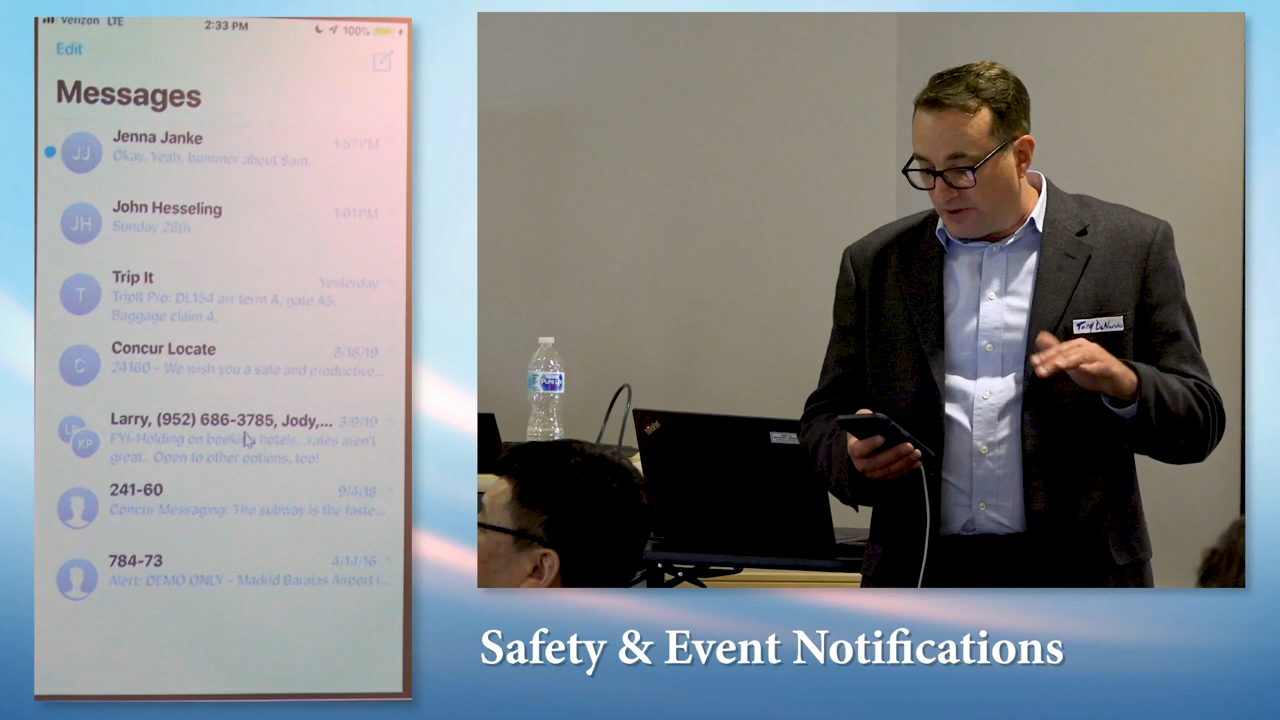 Verizon LTE
2:33 PM
100%
Edit
Messages
Jenna Janke
1:57 PM
Okay. Yeah, bummer about Sam.
John Hesseling
1:01 PM
Sunday 28th
Trip It
Yesterday
TripIt Pro: DL154 arr term A, gate A5.
Baggage claim 4.
Concur Locate
3/18/19
24160 - We wish you a safe and productive...
Larry, (952) 686-3785, Jody,...
3/9/19
FYI-Holding on booking hotels...rates aren't
great. Open to other options, too!
241-60
9/4/18
Concur Messaging: The subway is the faste...
784-73
4/14/16
Alert: DEMO ONLY - Madrid Barajas Airport
JJ
JH
T
C
KP
Pure Life
Safety & Event Notifications